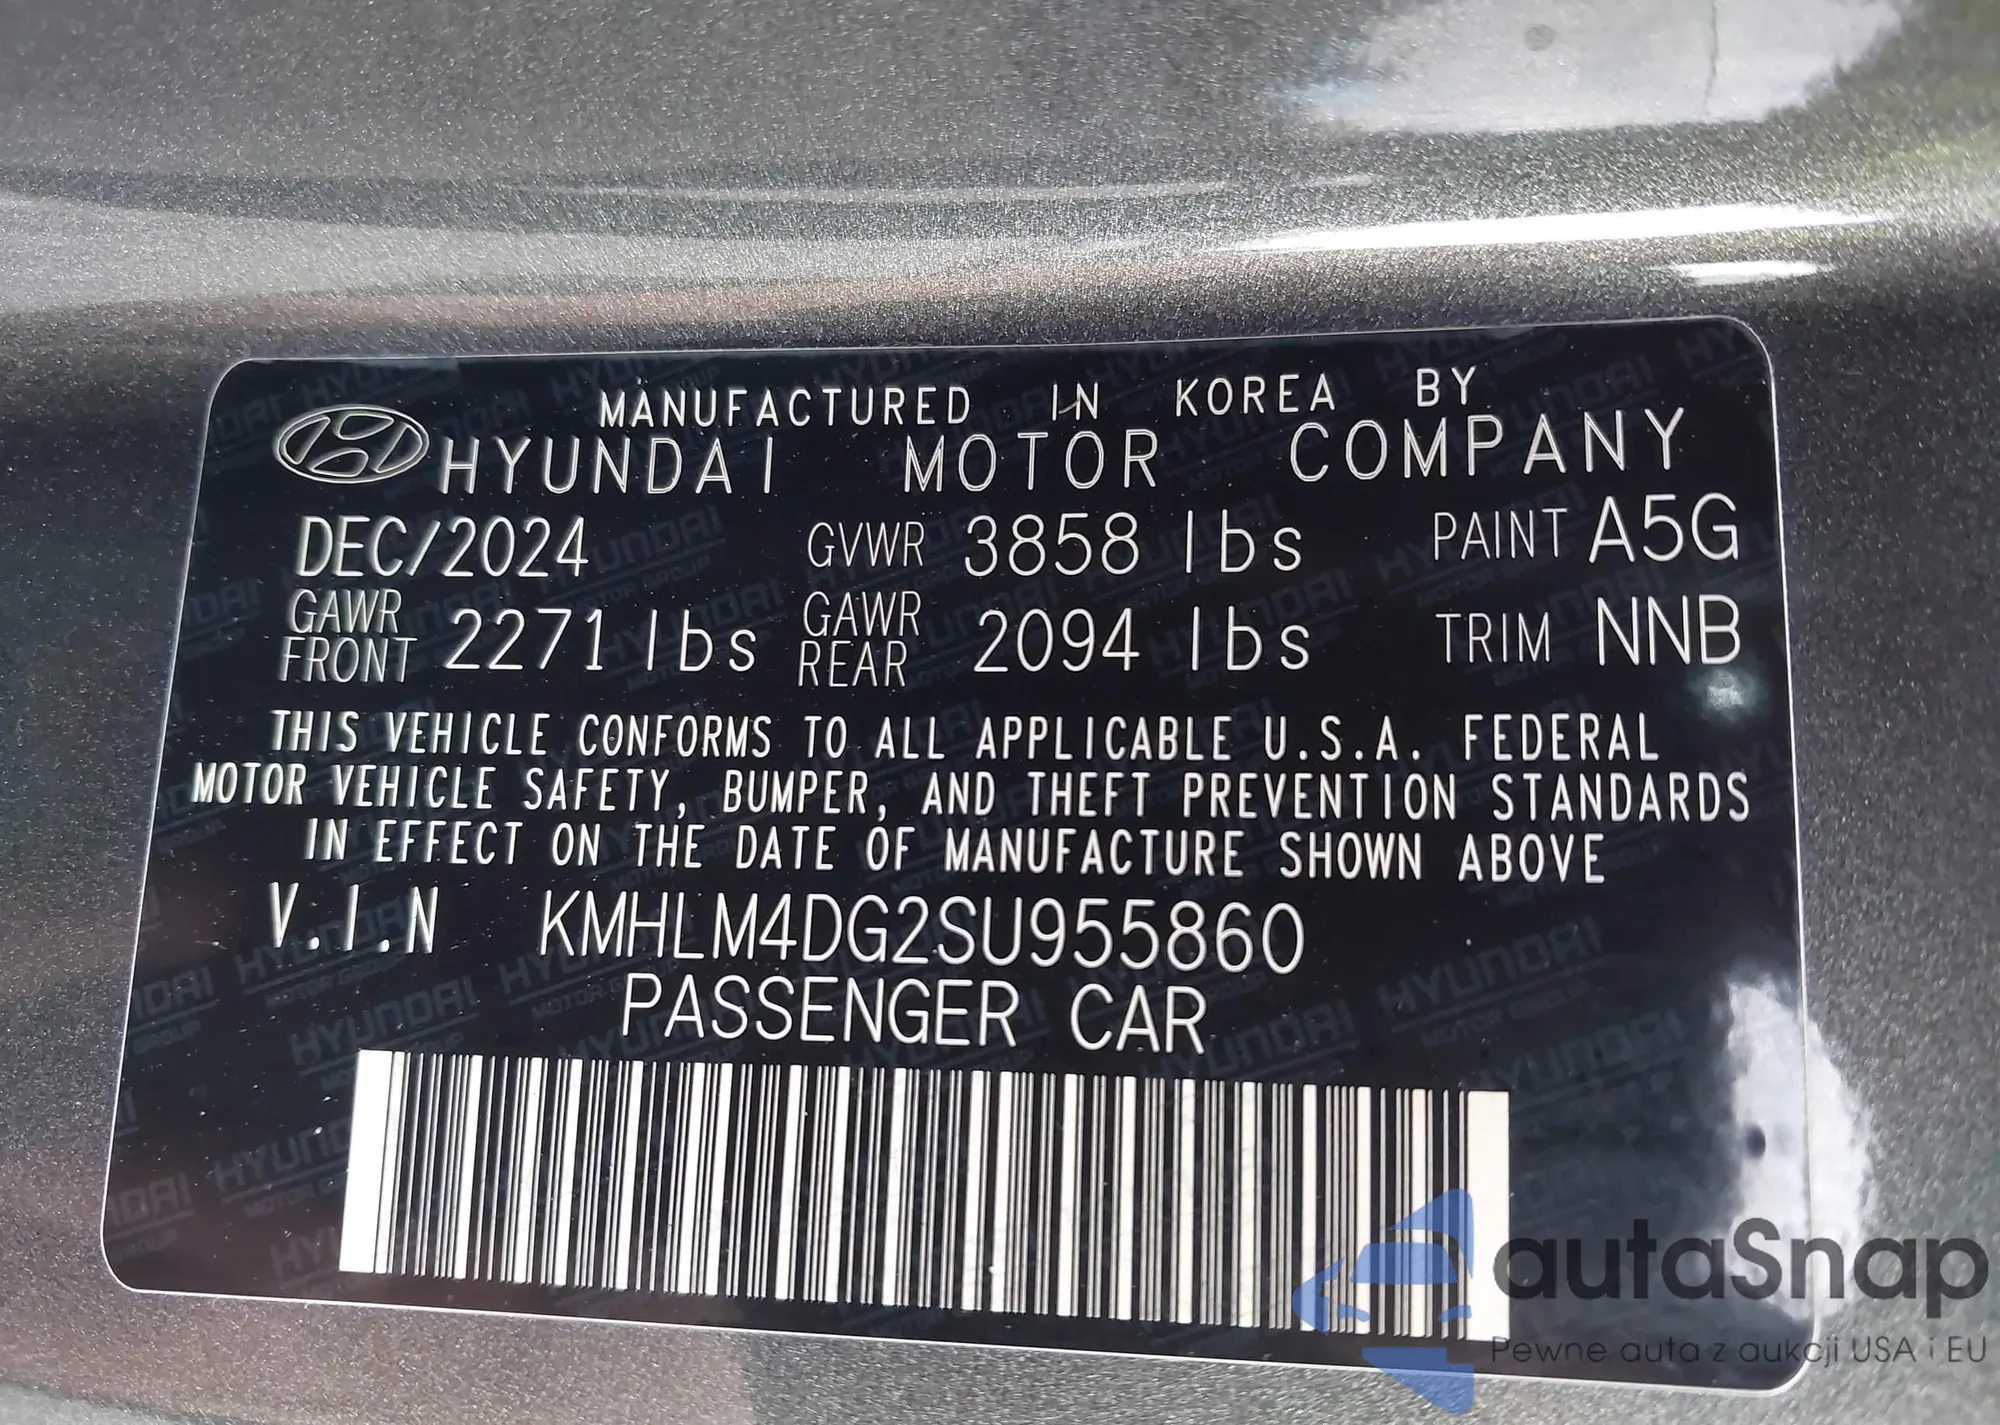 MANUFACTURED IN KOREA BY
HYUNDAI MOTOR COMPANY
DEC/2024 GVWR 3858 lbs PAINT A5G
GAWR FRONT 2271 lbs GAWR REAR 2094 lbs TRIM NNB
THIS VEHICLE CONFORMS TO ALL APPLICABLE U.S.A. FEDERAL
MOTOR VEHICLE SAFETY, BUMPER, AND THEFT PREVENTION STANDARDS
IN EFFECT ON THE DATE OF MANUFACTURE SHOWN ABOVE
V.I.N KMHLM4DG2SU955860
PASSENGER CAR
autaSnap
Pewne auta z aukcji USA i EU